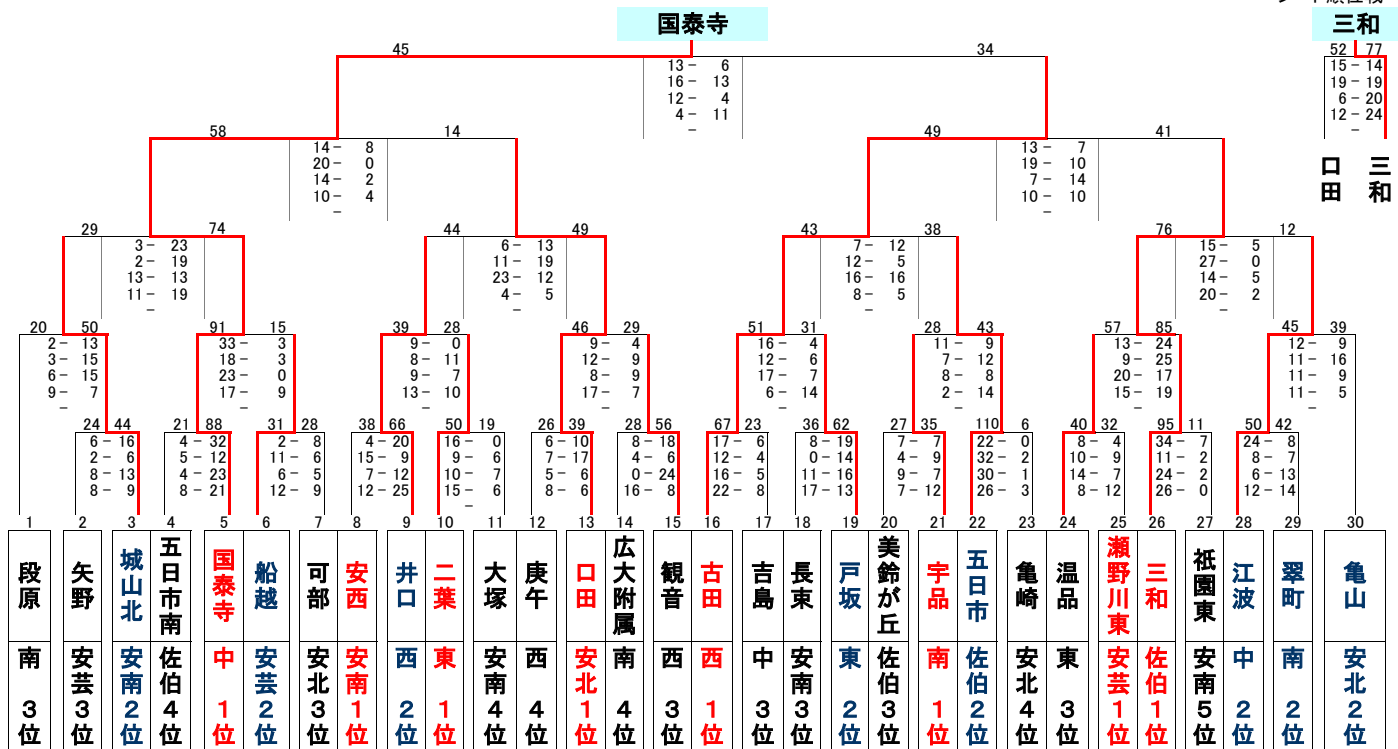 シード順位戦
国泰寺 三和
45 34 52 77
13 - 6 15 - 14
16 - 13 19 - 19
12 - 4 6 - 20
4 - 11 12 - 24
- -
58 14 49 41
14 - 8 13 - 7
20 - 0 19 - 10
14 - 2 7 - 14
10 - 4 10 - 10
- -
口田 三和
29 74 44 49 43 38 76 12
3 - 23 6 - 13 7 - 12 15 - 5
2 - 19 11 - 19 12 - 5 27 - 0
13 - 13 23 - 12 16 - 16 14 - 5
11 - 19 4 - 5 8 - 5 20 - 2
- - - -
20 50 91 15 39 28 46 29 51 31 28 43 57 85 45 39
2 - 13 33 - 3 9 - 0 9 - 4 16 - 4 11 - 9 13 - 24 12 - 9
3 - 15 18 - 3 8 - 11 12 - 9 12 - 6 7 - 12 9 - 25 11 - 16
6 - 15 23 - 0 9 - 7 8 - 9 17 - 7 8 - 8 20 - 17 11 - 9
9 - 7 17 - 9 13 - 10 17 - 7 6 - 14 2 - 14 15 - 19 11 - 5
- - - - - - - -
24 44 21 88 31 28 38 66 50 19 26 39 28 56 67 23 36 62 27 35 110 6 40 32 95 11 50 42
6 - 16 4 - 32 2 - 8 4 - 20 16 - 0 6 - 10 8 - 18 17 - 6 8 - 19 7 - 7 22 - 0 8 - 4 34 - 7 24 - 8
2 - 6 5 - 12 11 - 6 15 - 9 9 - 6 7 - 17 4 - 6 12 - 4 0 - 14 4 - 9 32 - 2 10 - 9 11 - 2 8 - 7
8 - 13 4 - 23 6 - 5 7 - 12 10 - 7 5 - 6 0 - 24 16 - 5 11 - 16 9 - 7 30 - 1 14 - 7 24 - 2 6 - 13
8 - 9 8 - 21 12 - 9 12 - 25 15 - 6 8 - 6 16 - 8 22 - 8 17 - 13 7 - 12 26 - 3 8 - 12 26 - 0 12 - 14
-
1 2 3 4 5 6 7 8 9 10 11 12 13 14 15 16 17 18 19 20 21 22 23 24 25 26 27 28 29 30
段原 矢野 城山北 五日市南 国泰寺 船越 可部 安西 井口 二葉 大塚 庚午 口田 広大附属 観音 古田 吉島 長束 戸坂 美鈴が丘 宇品 五日市 亀崎 温品 瀬野川東 三和 祇園東 江波 翠町 亀山
南3位 安芸3位 安南2位 佐伯4位 中1位 安芸2位 安北3位 安南1位 西2位 東1位 安南4位 西4位 安北1位 南4位 西3位 西1位 中3位 安南3位 東2位 佐伯3位 南1位 佐伯2位 安北4位 東3位 安芸1位 佐伯1位 安南5位 中2位 南2位 安北2位